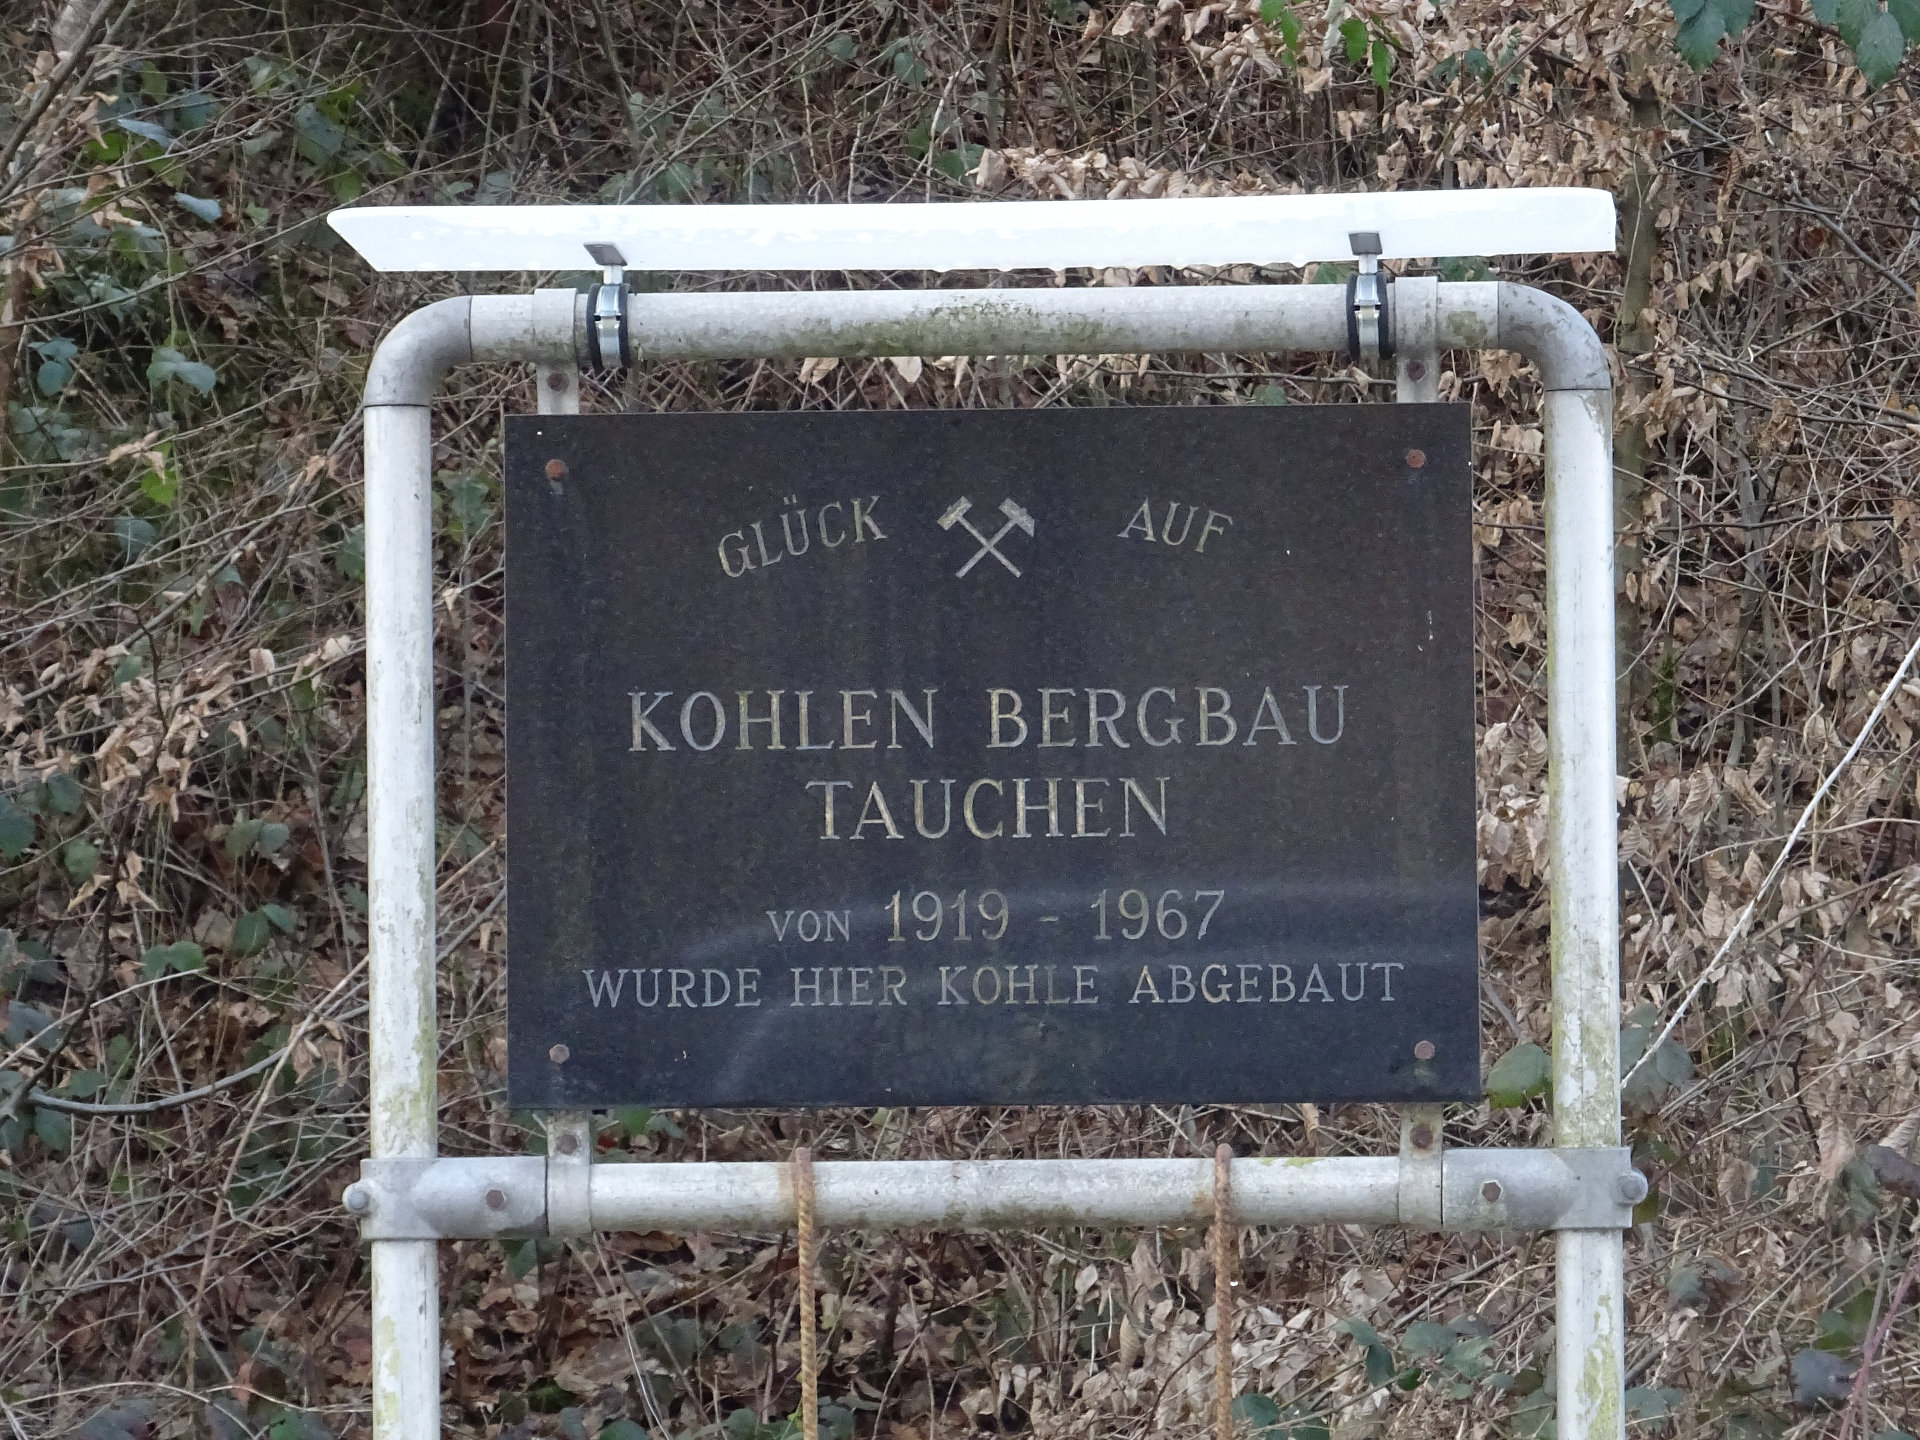 GLÜCK AUF
KOHLEN BERGBAU
TAUCHEN
VON 1919 - 1967
WURDE HIER KOHLE ABGEBAUT